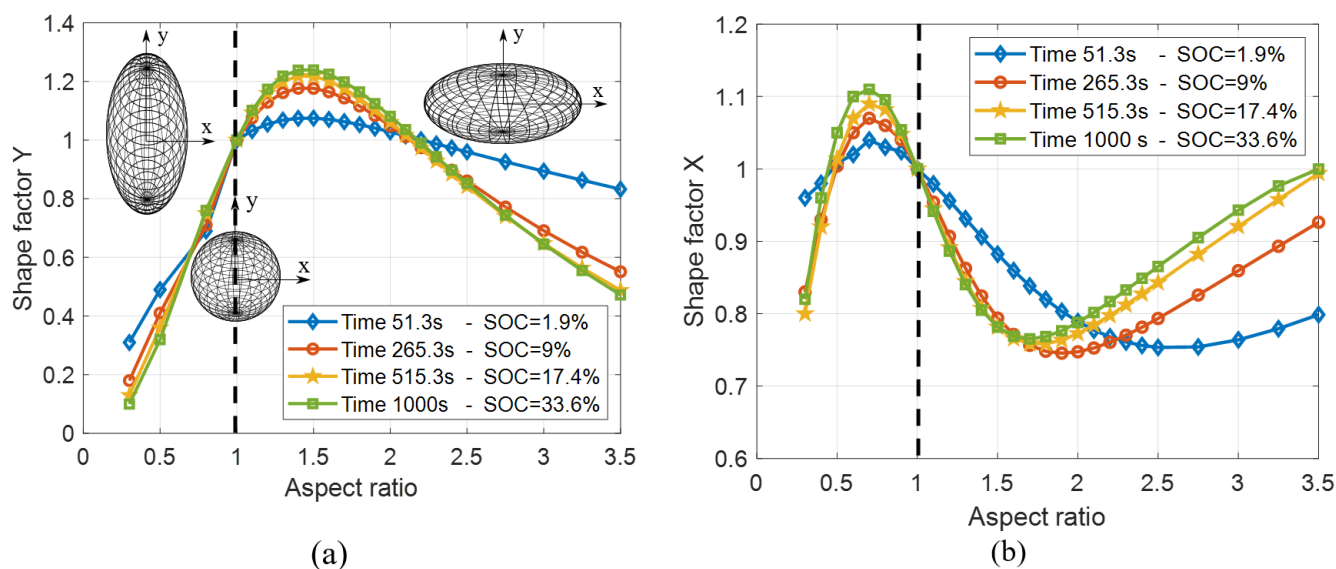 1.4
1.2
1
0.8
0.6
0.4
0.2
0
0 0.5 1 1.5 2 2.5 3 3.5
Shape factor Y
Aspect ratio
y
x
y
x
y
x
Time 51.3s - SOC=1.9%
Time 265.3s - SOC=9%
Time 515.3s - SOC=17.4%
Time 1000s - SOC=33.6%
(a)
1.2
1.1
1
0.9
0.8
0.7
0.6
0 0.5 1 1.5 2 2.5 3 3.5
Shape factor X
Aspect ratio
Time 51.3s - SOC=1.9%
Time 265.3s - SOC=9%
Time 515.3s - SOC=17.4%
Time 1000 s - SOC=33.6%
(b)